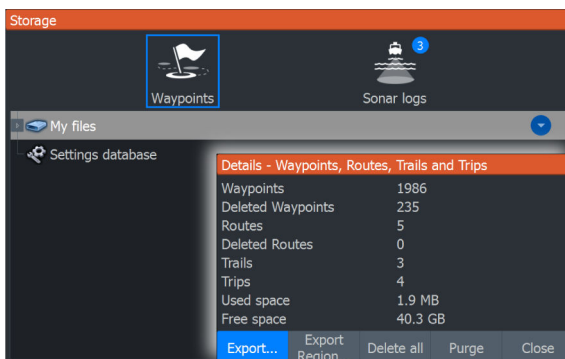 Storage
3
Waypoints
Sonar logs
My files
Settings database
Details - Waypoints, Routes, Trails and Trips
Waypoints 1986
Deleted Waypoints 235
Routes 5
Deleted Routes 0
Trails 3
Trips 4
Used space 1.9 MB
Free space 40.3 GB
Export... Export Region Delete all Purge Close